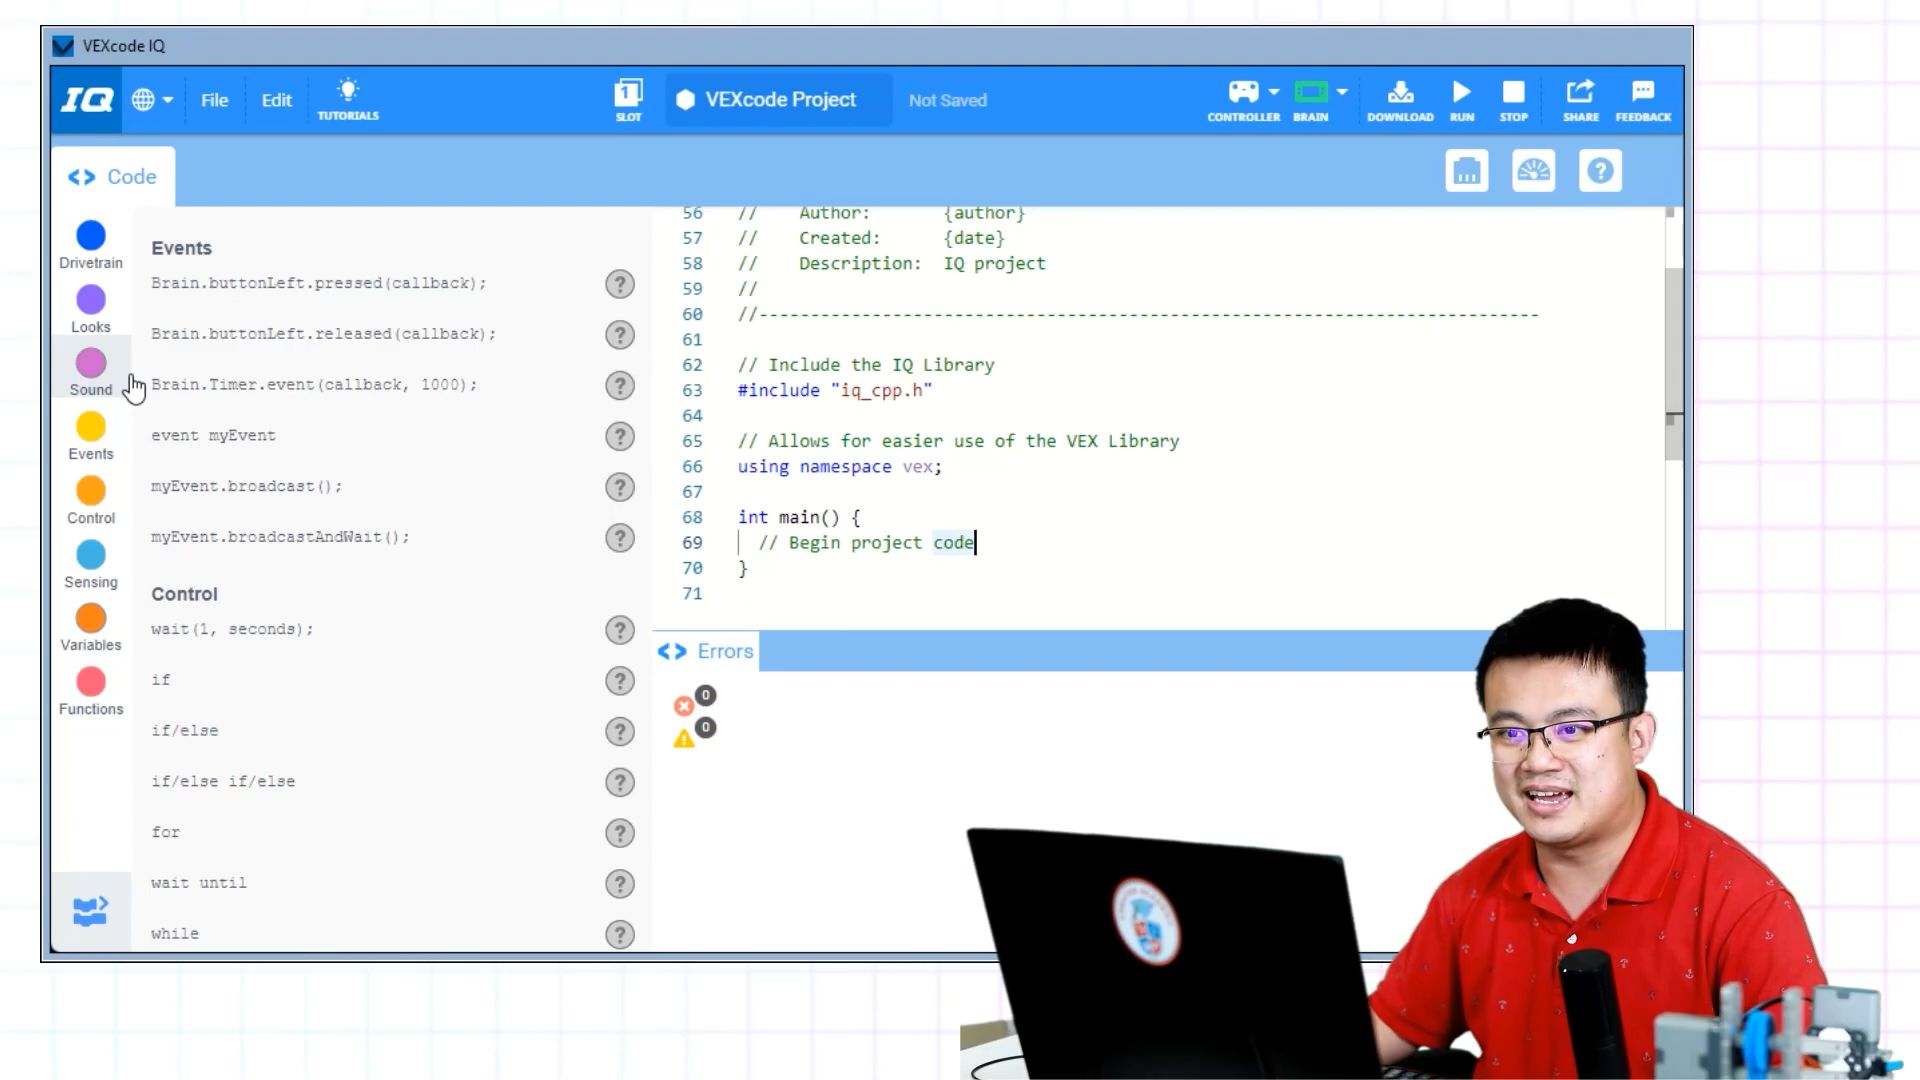 VEXcode IQ
IQ
File
Edit
TUTORIALS
1
SLOT
VEXcode Project
Not Saved
CONTROLLER
BRAIN
DOWNLOAD
RUN
STOP
SHARE
FEEDBACK
<> Code
?
Drivetrain
Looks
Sound
Events
Control
Sensing
Variables
Functions
Events
Brain.buttonLeft.pressed(callback); ?
Brain.buttonLeft.released(callback); ?
Brain.Timer.event(callback, 1000); ?
event myEvent ?
myEvent.broadcast(); ?
myEvent.broadcastAndWait(); ?
Control
wait(1, seconds); ?
if ?
if/else ?
if/else if/else ?
for ?
wait until ?
while ?
56 // Author: {author}
57 // Created: {date}
58 // Description: IQ project
59 //
60 //----------------------------------------------------------------------------
61
62 // Include the IQ Library
63 #include "iq_cpp.h"
64
65 // Allows for easier use of the VEX Library
66 using namespace vex;
67
68 int main() {
69 // Begin project code
70 }
71
<> Errors
0
0